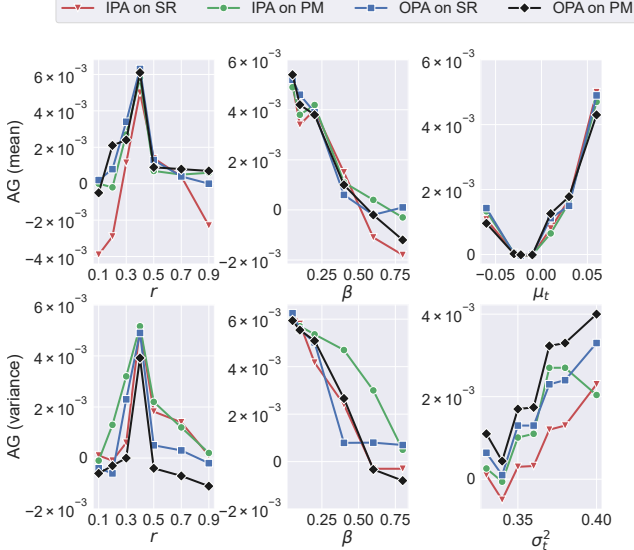 IPA on SR IPA on PM OPA on SR OPA on PM
AG (mean)
6 × 10⁻³
4 × 10⁻³
2 × 10⁻³
0
−2 × 10⁻³
−4 × 10⁻³
0.1 0.3 0.5 0.7 0.9
r
6 × 10⁻³
4 × 10⁻³
2 × 10⁻³
0
−2 × 10⁻³
0.25 0.50 0.75
β
6 × 10⁻³
4 × 10⁻³
2 × 10⁻³
0
−0.05 0.00 0.05
μₜ
AG (variance)
6 × 10⁻³
4 × 10⁻³
2 × 10⁻³
0
−2 × 10⁻³
0.1 0.3 0.5 0.7 0.9
r
6 × 10⁻³
4 × 10⁻³
2 × 10⁻³
0
−2 × 10⁻³
0.25 0.50 0.75
β
4 × 10⁻³
2 × 10⁻³
0
0.35 0.40
σₜ²